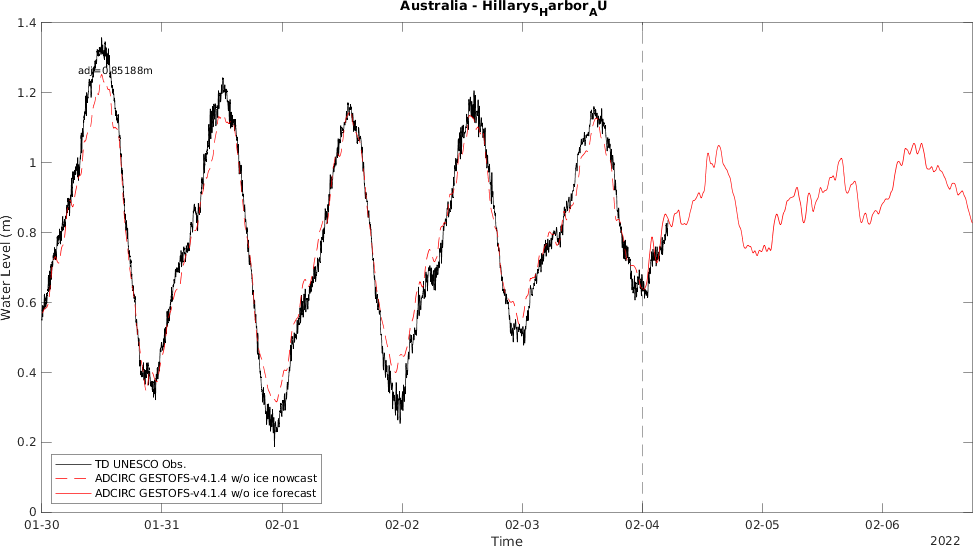 Australia - Hillarys_Harbor_AU
1.4
adj=0.85188m
1.2
1
0.8
Water Level (m)
0.6
0.4
0.2
TD UNESCO Obs.
ADCIRC GESTOFS-v4.1.4 w/o ice nowcast
ADCIRC GESTOFS-v4.1.4 w/o ice forecast
0
01-30 01-31 02-01 02-02 02-03 02-04 02-05 02-06
Time
2022